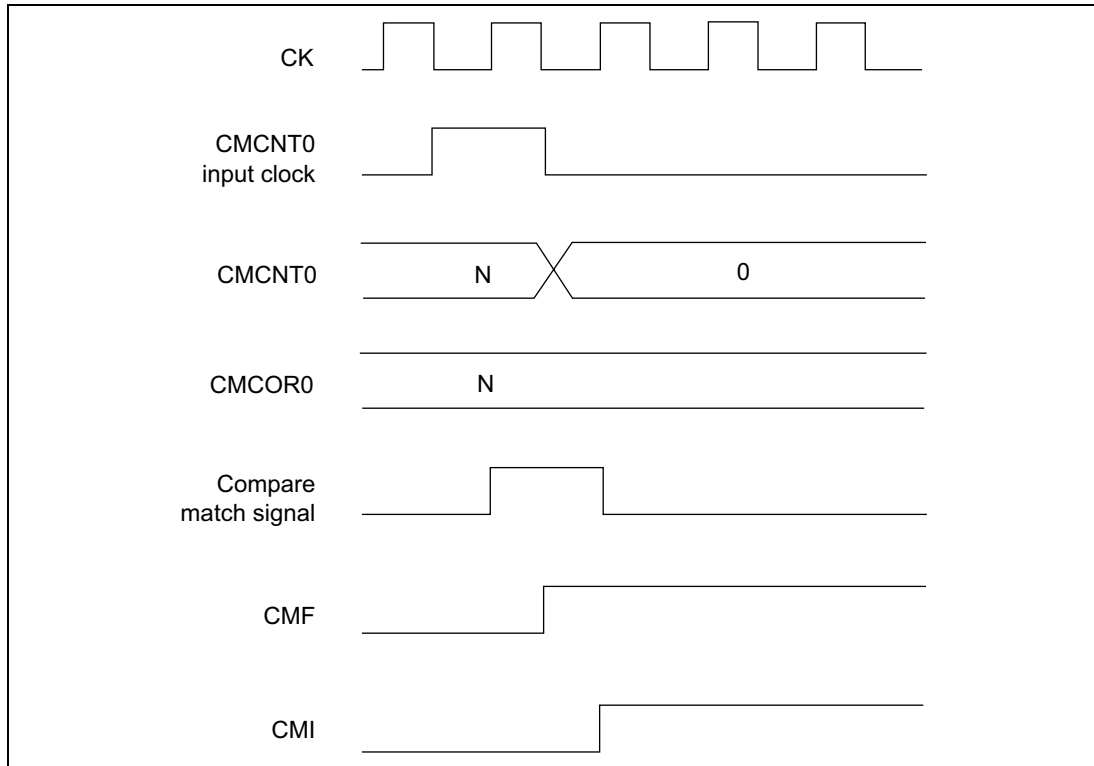 CK
CMCNT0
input clock
CMCNT0
N
0
CMCOR0
N
Compare
match signal
CMF
CMI